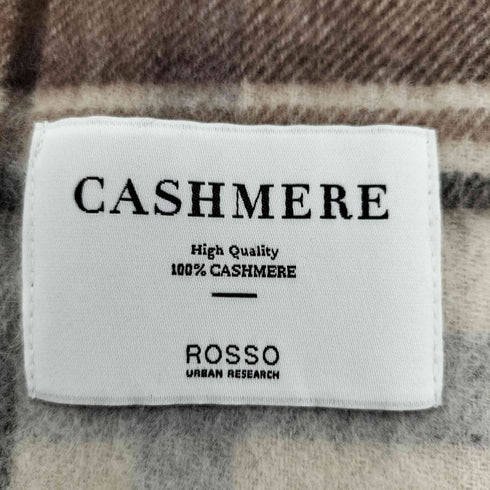 CASHMERE
High Quality
100% CASHMERE
ROSSO
URBAN RESEARCH